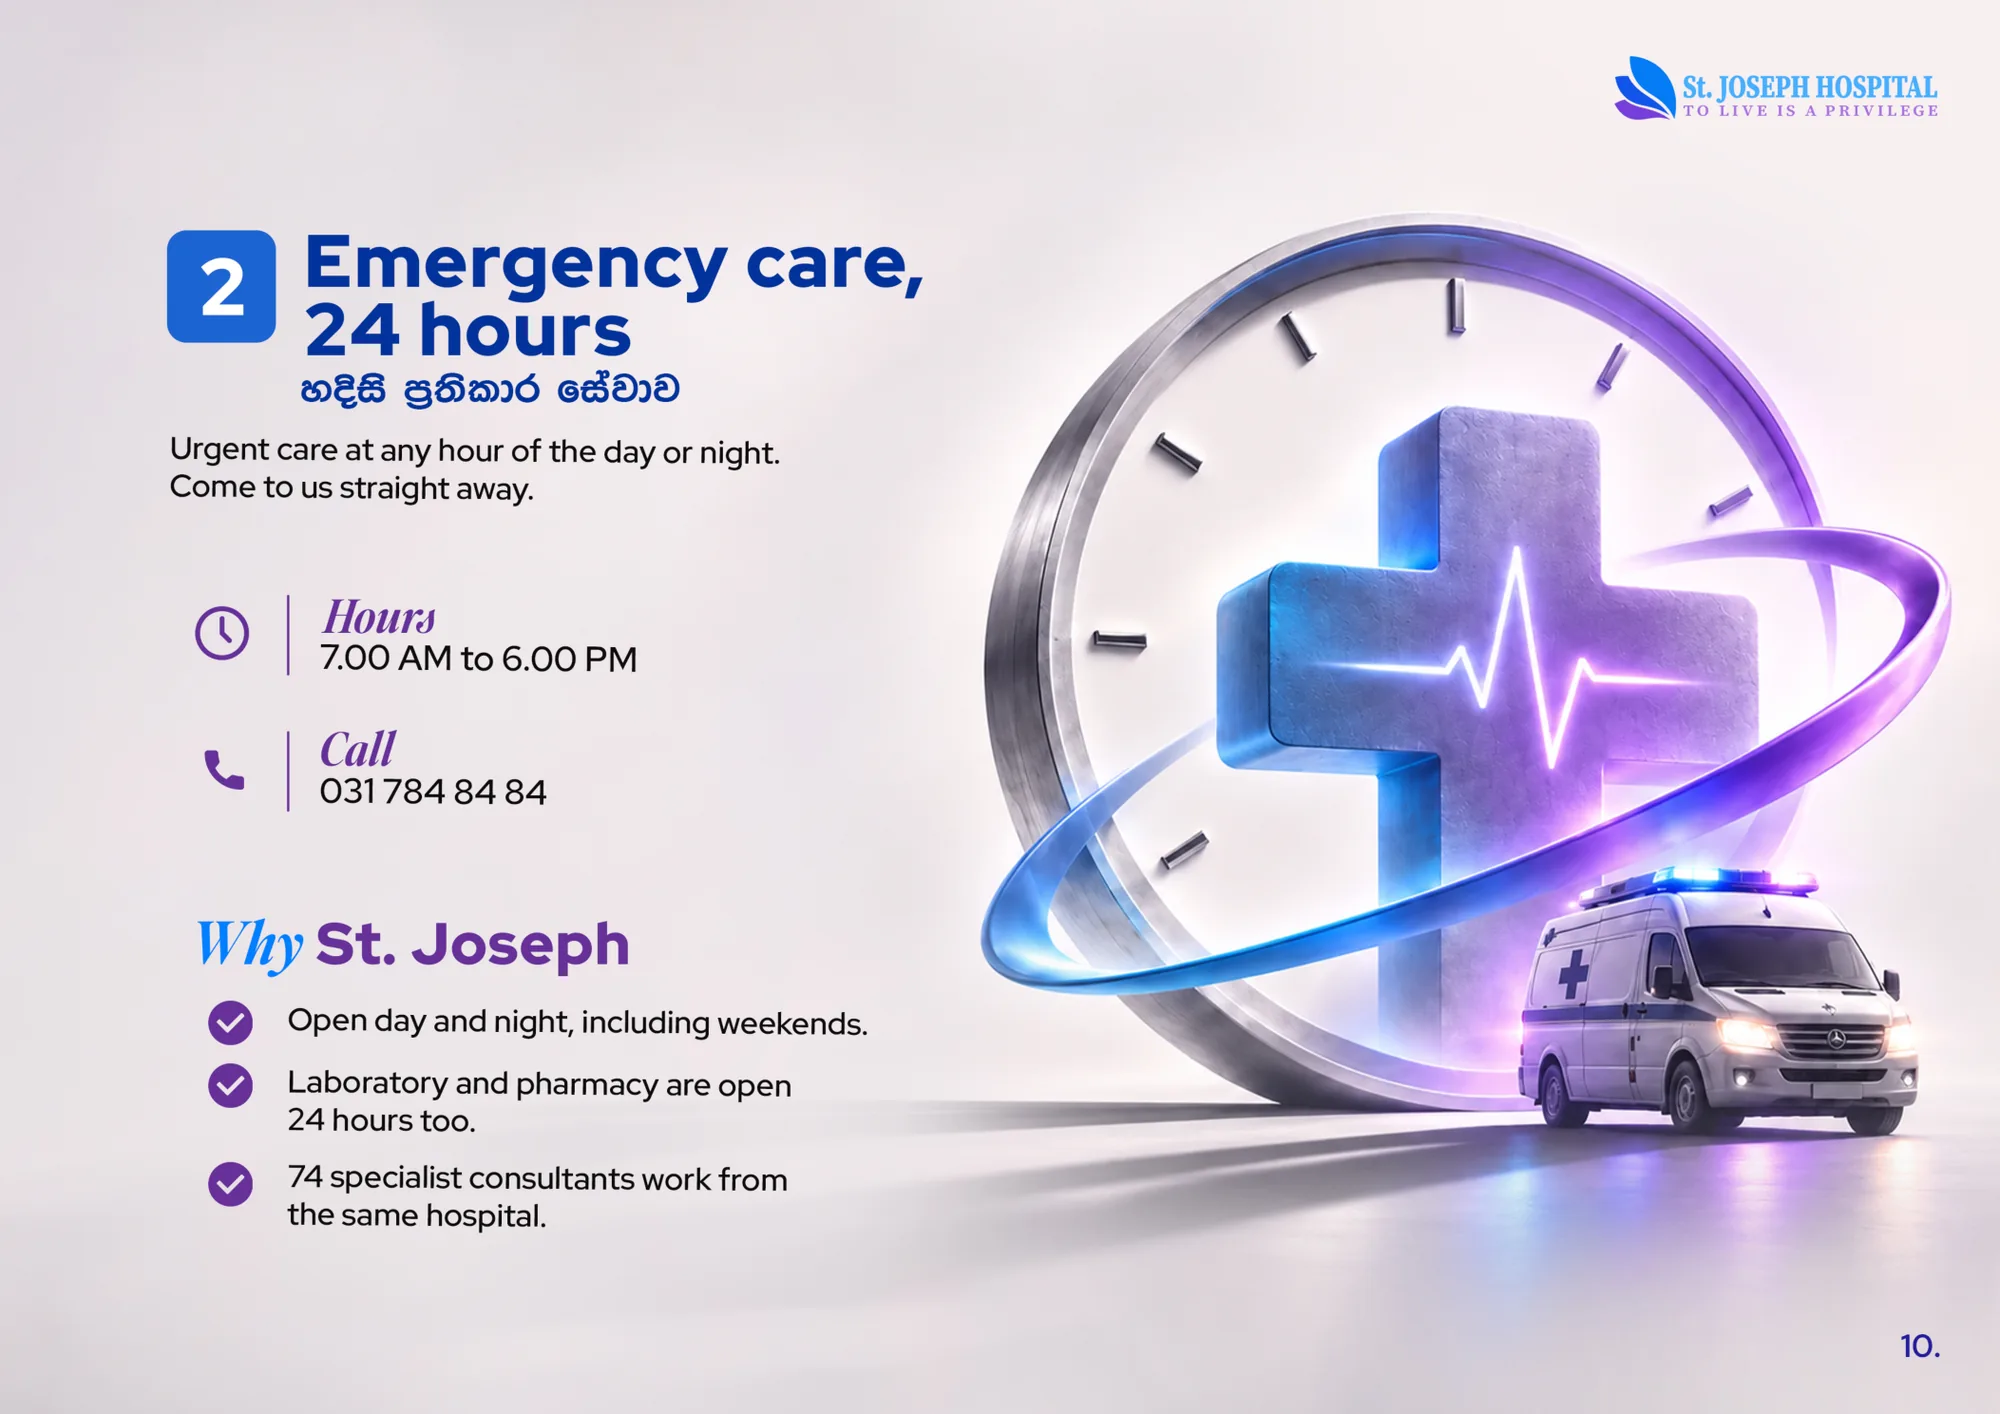 St. JOSEPH HOSPITAL
TO LIVE IS A PRIVILEGE
2
Emergency care,
24 hours
හදිසි ප්‍රතිකාර සේවාව
Urgent care at any hour of the day or night.
Come to us straight away.
Hours
7.00 AM to 6.00 PM
Call
031 784 84 84
Why St. Joseph
Open day and night, including weekends.
Laboratory and pharmacy are open
24 hours too.
74 specialist consultants work from
the same hospital.
10.